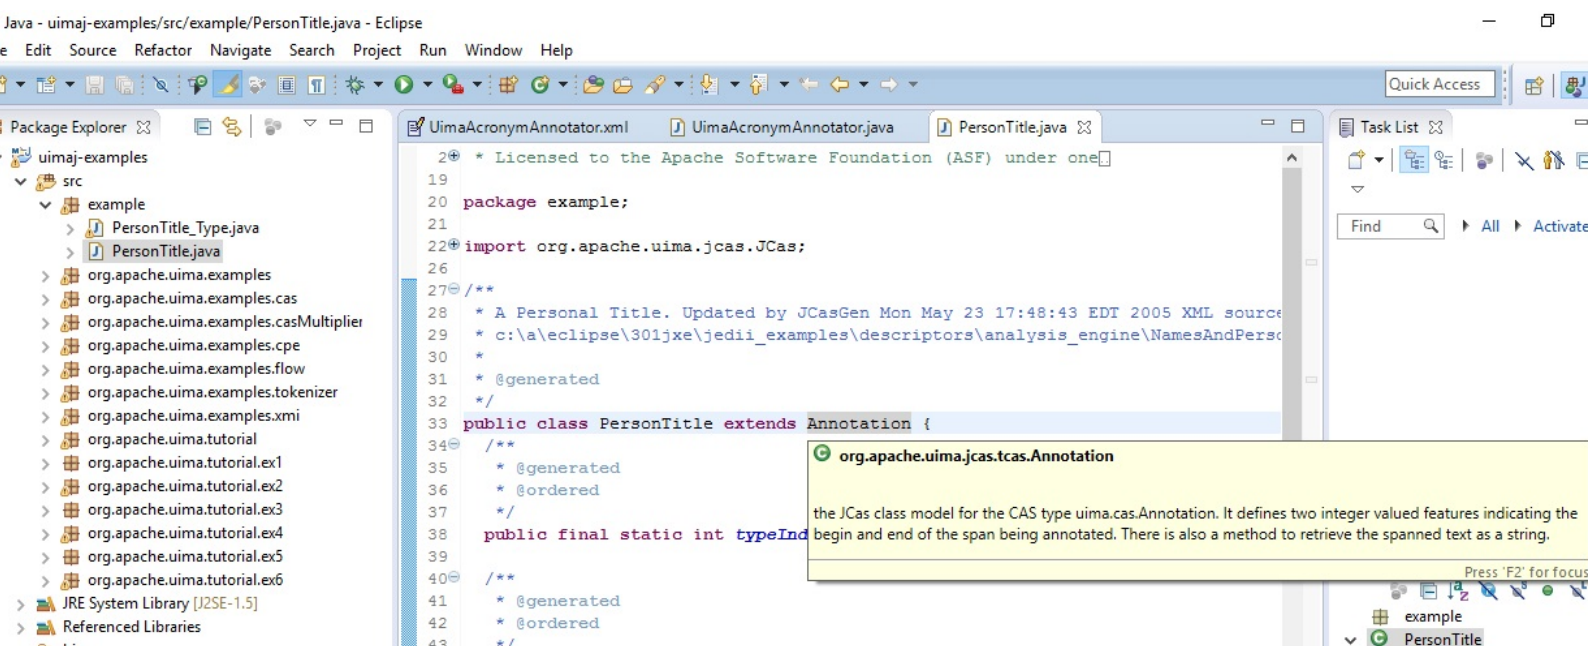 Java - uimaj-examples/src/example/PersonTitle.java - Eclipse
e Edit Source Refactor Navigate Search Project Run Window Help
Quick Access
Package Explorer
uimaj-examples
src
example
PersonTitle_Type.java
PersonTitle.java
org.apache.uima.examples
org.apache.uima.examples.cas
org.apache.uima.examples.casMultiplier
org.apache.uima.examples.cpe
org.apache.uima.examples.flow
org.apache.uima.examples.tokenizer
org.apache.uima.examples.xmi
org.apache.uima.tutorial
org.apache.uima.tutorial.ex1
org.apache.uima.tutorial.ex2
org.apache.uima.tutorial.ex3
org.apache.uima.tutorial.ex4
org.apache.uima.tutorial.ex5
org.apache.uima.tutorial.ex6
JRE System Library [J2SE-1.5]
Referenced Libraries
UimaAcronymAnnotator.xml UimaAcronymAnnotator.java PersonTitle.java
2 * Licensed to the Apache Software Foundation (ASF) under one
19
20 package example;
21
22 import org.apache.uima.jcas.JCas;
26
27 /**
28 * A Personal Title. Updated by JCasGen Mon May 23 17:48:43 EDT 2005 XML source
29 * c:\a\eclipse\301jxe\jedii_examples\descriptors\analysis_engine\NamesAndPerso
30 *
31 * @generated
32 */
33 public class PersonTitle extends Annotation {
34 /**
35 * @generated
36 * @ordered
37 */
38 public final static int typeInd
39
40 /**
41 * @generated
42 * @ordered
43 */
org.apache.uima.jcas.tcas.Annotation
the JCas class model for the CAS type uima.cas.Annotation. It defines two integer valued features indicating the
begin and end of the span being annotated. There is also a method to retrieve the spanned text as a string.
Press 'F2' for focus
Task List
Find All Activate
example
PersonTitle